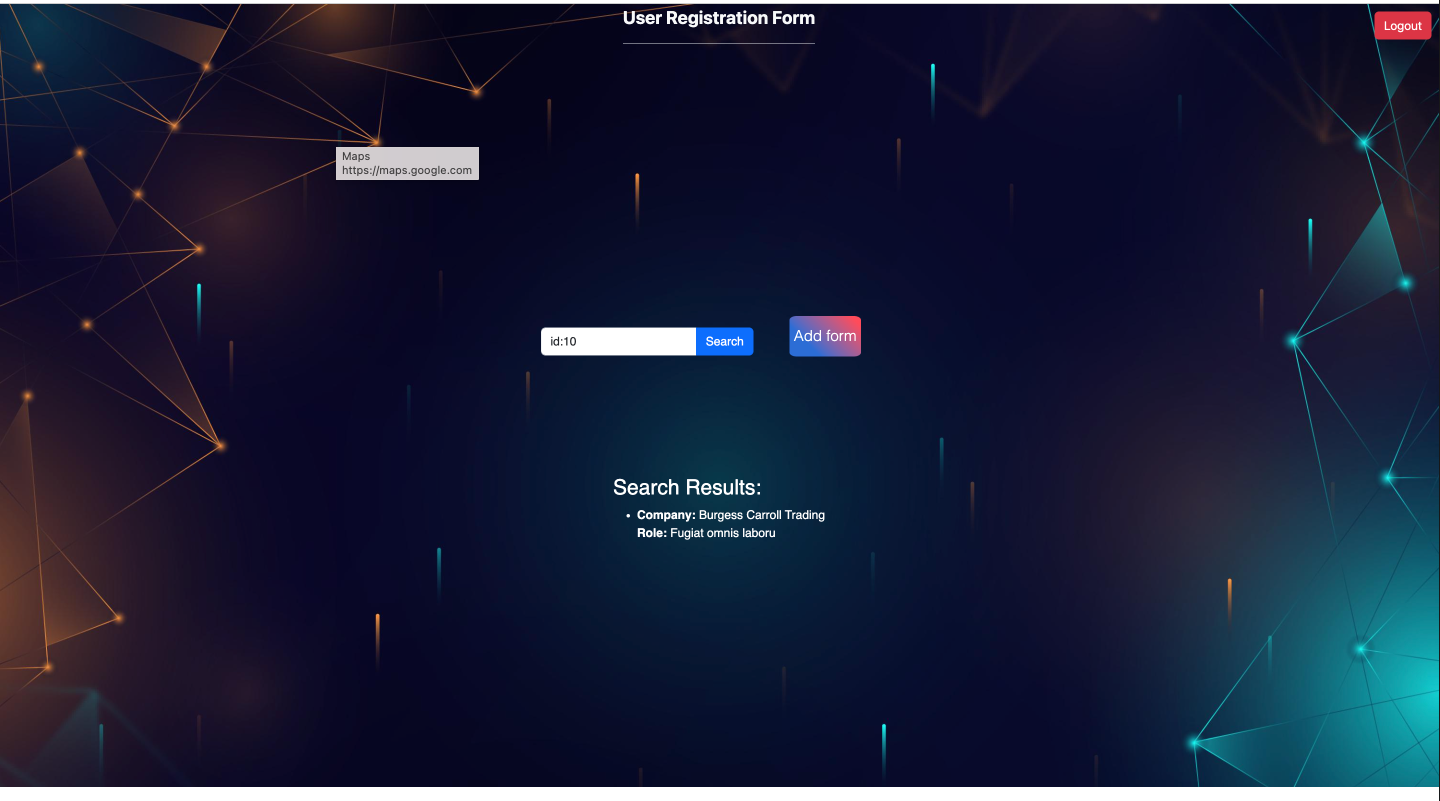 User Registration Form
Logout
Maps
https://maps.google.com
id:10
Search
Add form
Search Results:
Company: Burgess Carroll Trading
Role: Fugiat omnis laboru